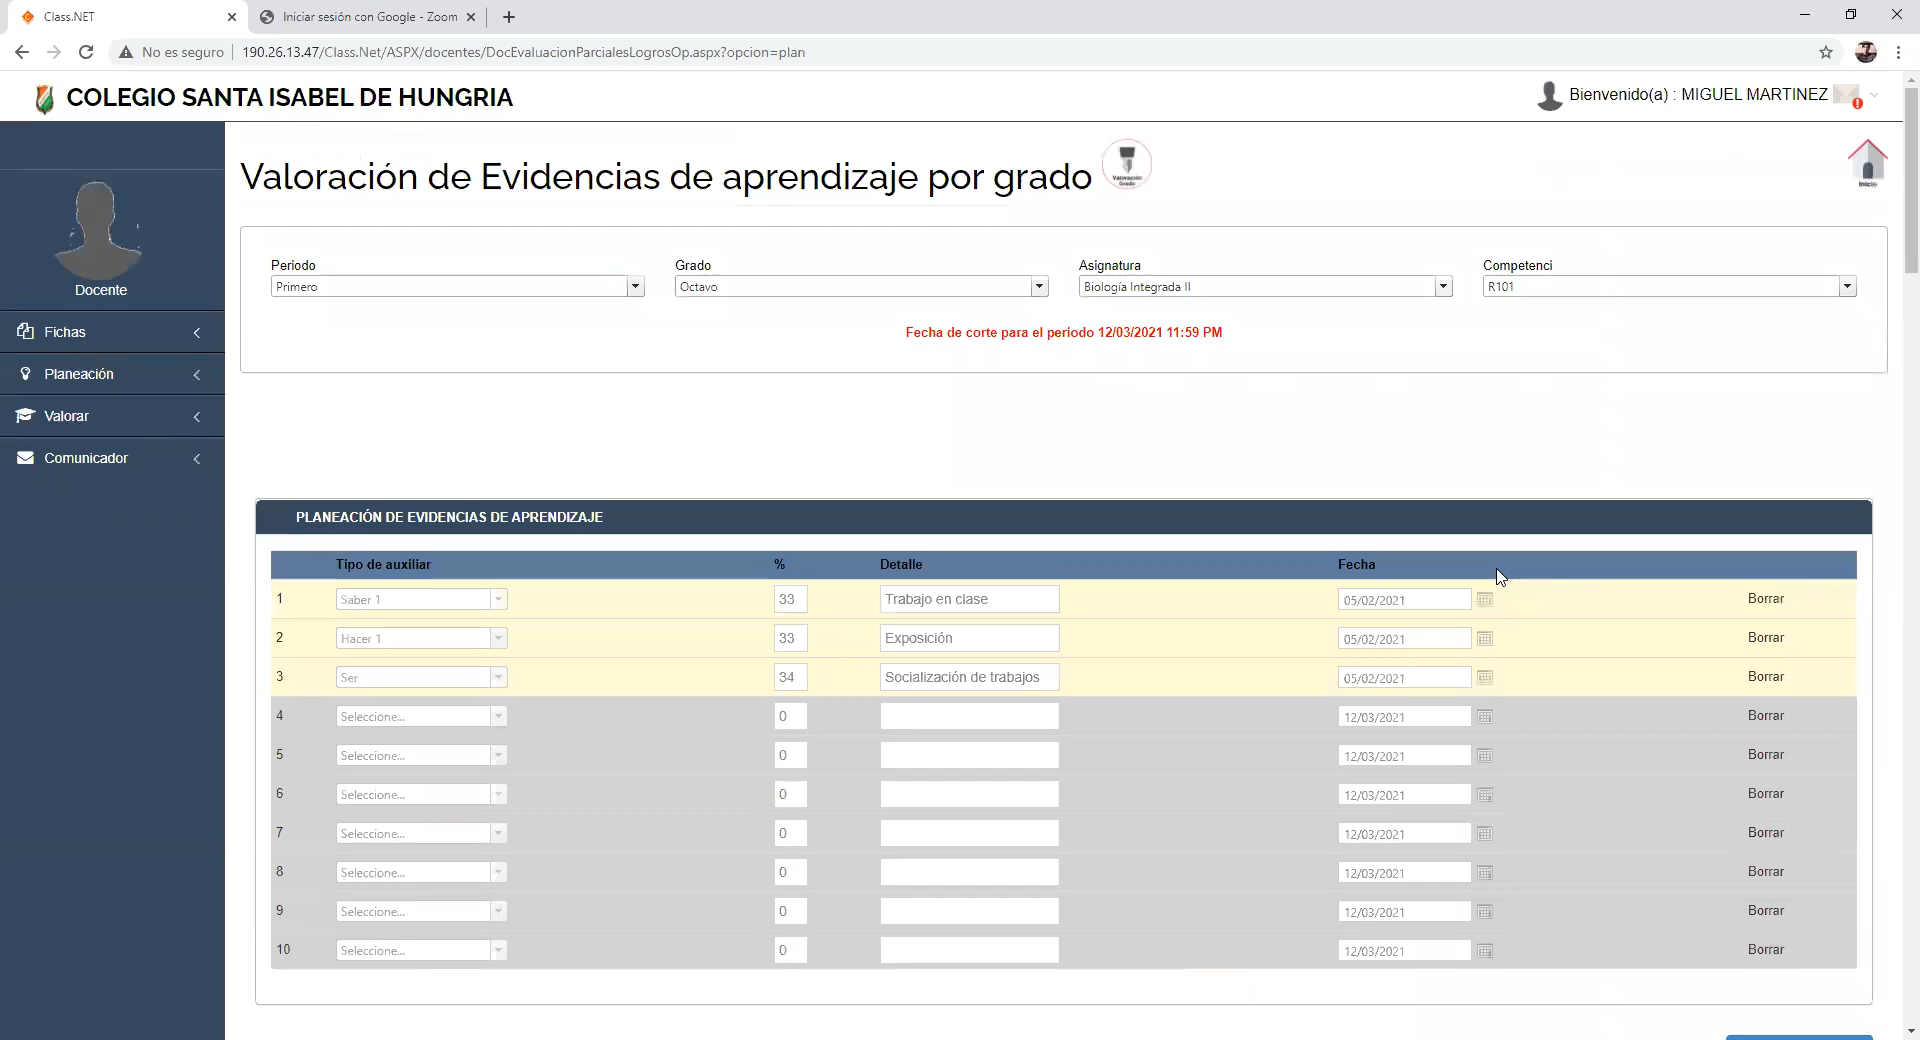 Class.NET
Iniciar sesión con Google - Zoom
No es seguro
190.26.13.47/Class.Net/ASPX/docentes/DocEvaluacionParcialesLogrosOp.aspx?opcion=plan
COLEGIO SANTA ISABEL DE HUNGRIA
Bienvenido(a) : MIGUEL MARTINEZ
Valoración de Evidencias de aprendizaje por grado
Valoración
Grado
Inicio
Docente
Fichas
Planeación
Valorar
Comunicador
Periodo Grado Asignatura Competenci
Primero Octavo Biología Integrada II R101
Fecha de corte para el periodo 12/03/2021 11:59 PM
PLANEACIÓN DE EVIDENCIAS DE APRENDIZAJE
Tipo de auxiliar % Detalle Fecha
1 Saber 1 33 Trabajo en clase 05/02/2021 Borrar
2 Hacer 1 33 Exposición 05/02/2021 Borrar
3 Ser 34 Socialización de trabajos 05/02/2021 Borrar
4 Seleccione... 0 12/03/2021 Borrar
5 Seleccione... 0 12/03/2021 Borrar
6 Seleccione... 0 12/03/2021 Borrar
7 Seleccione... 0 12/03/2021 Borrar
8 Seleccione... 0 12/03/2021 Borrar
9 Seleccione... 0 12/03/2021 Borrar
10 Seleccione... 0 12/03/2021 Borrar